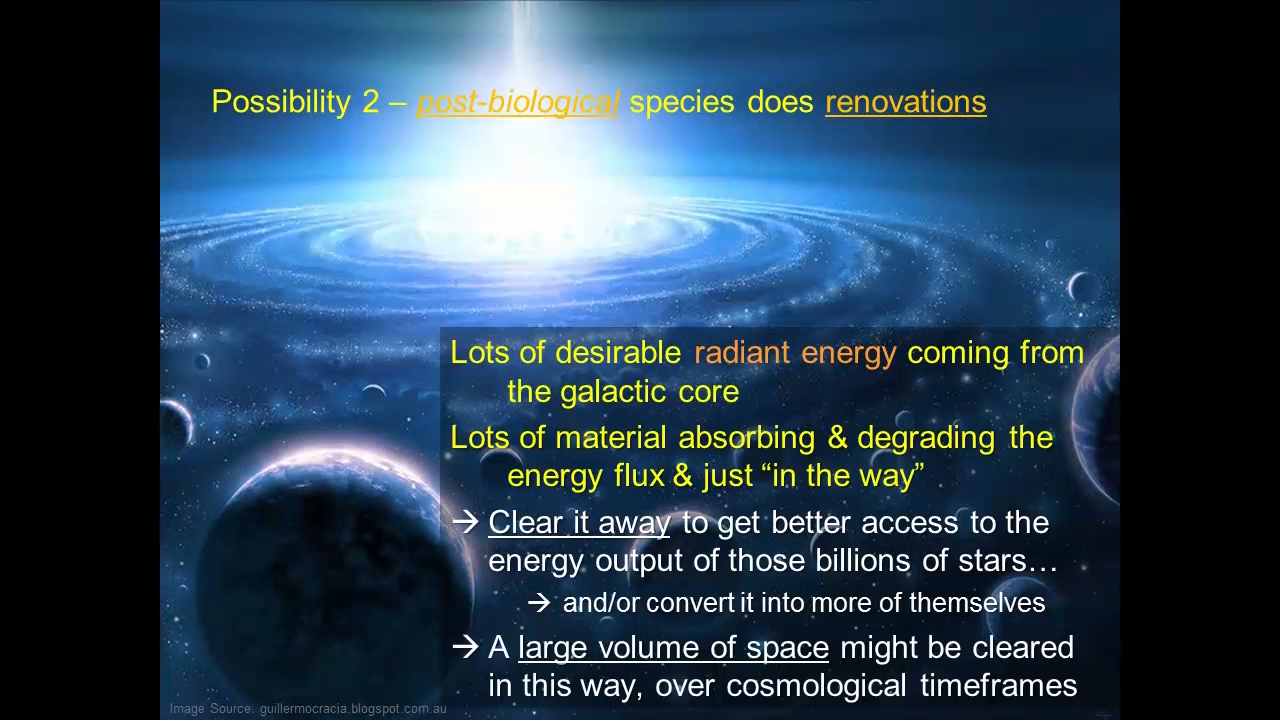 Possibility 2 – post-biological species does renovations
Lots of desirable radiant energy coming from
the galactic core
Lots of material absorbing & degrading the
energy flux & just “in the way”
→ Clear it away to get better access to the
energy output of those billions of stars…
→ and/or convert it into more of themselves
→ A large volume of space might be cleared
in this way, over cosmological timeframes
Image Source: guillermocracia.blogspot.com.au